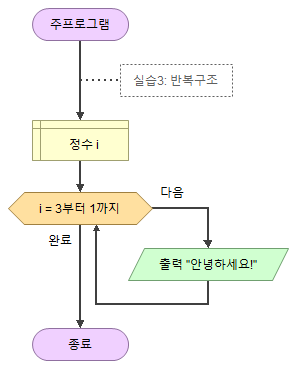 주프로그램
실습3: 반복구조
정수 i
i = 3부터 1까지
다음
완료
출력 "안녕하세요!"
종료